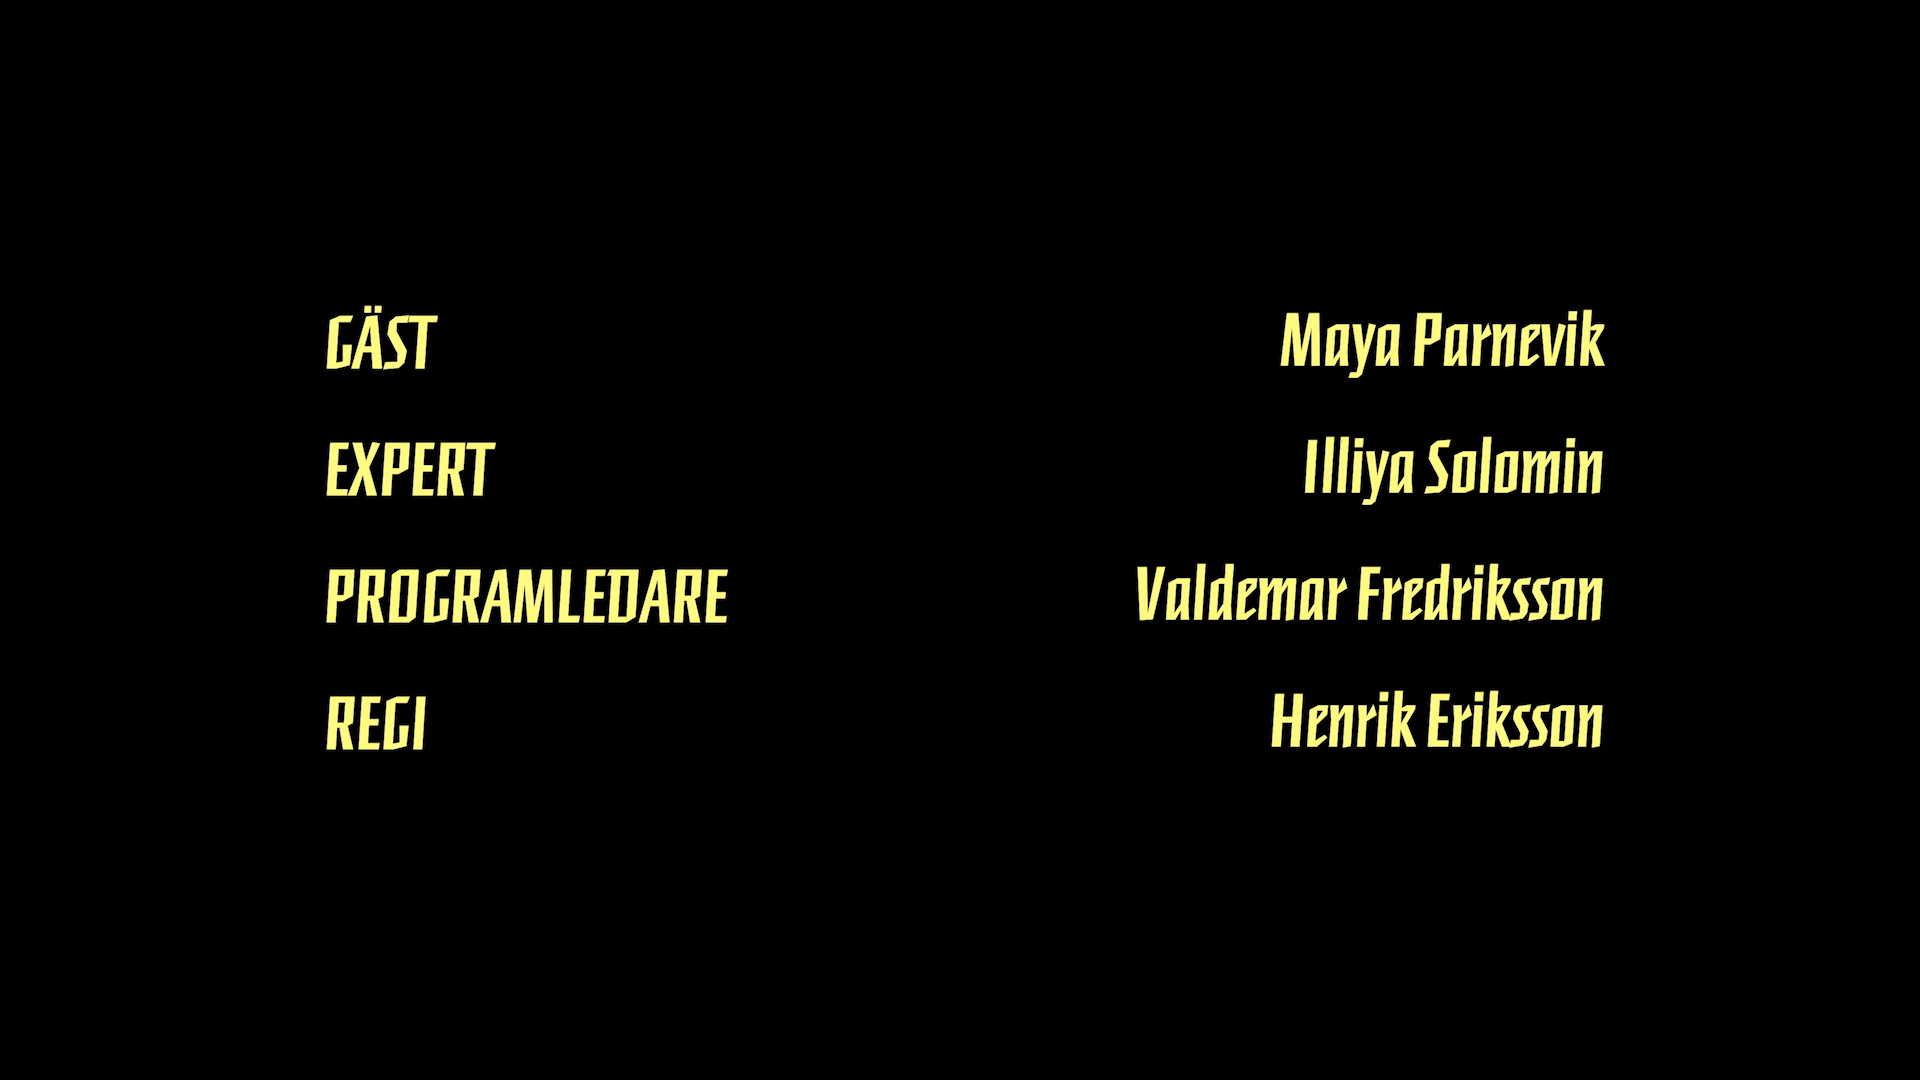 GÄST Maya Parnevik
EXPERT Illiya Solomin
PROGRAMLEDARE Valdemar Fredriksson
REGI Henrik Eriksson